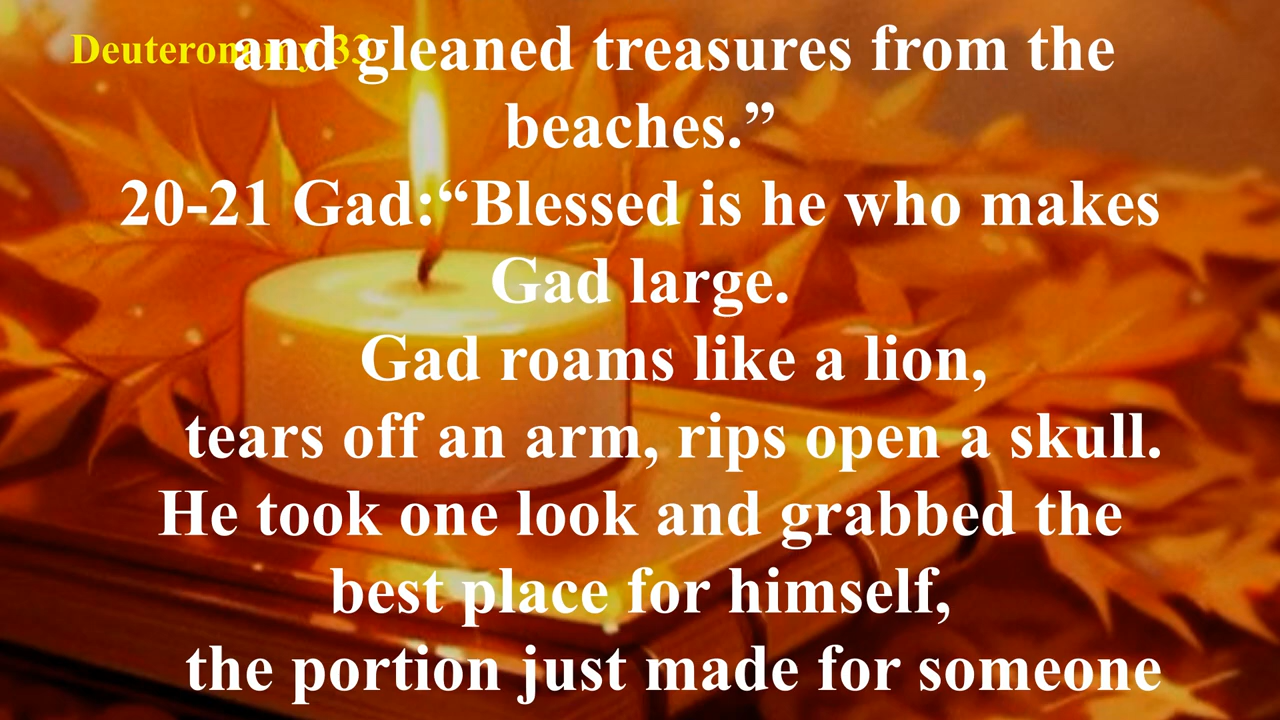 Deuteronomy 33
and gleaned treasures from the
beaches.”
20-21 Gad:“Blessed is he who makes
Gad large.
Gad roams like a lion,
tears off an arm, rips open a skull.
He took one look and grabbed the
best place for himself,
the portion just made for someone